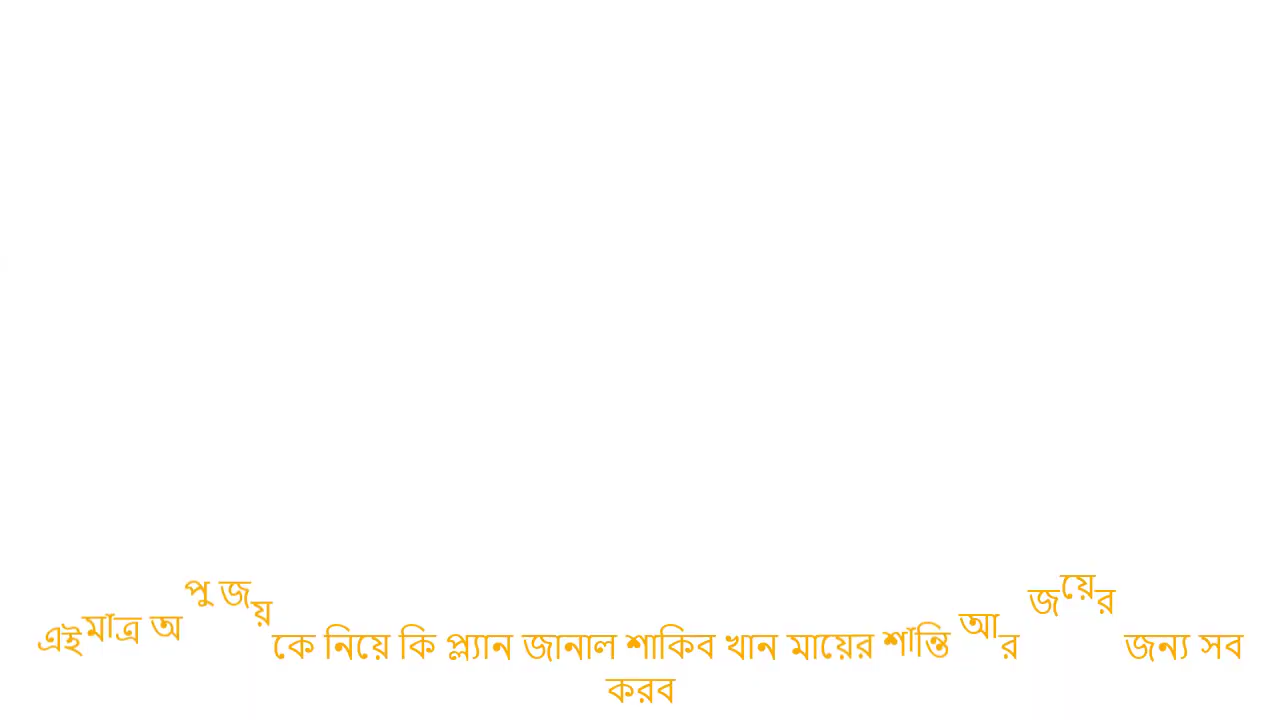 এইমাত্র অপু জয়কে নিয়ে কি প্ল্যান জানাল শাকিব খান মায়ের শান্তি আর জয়ের জন্য সব
করব